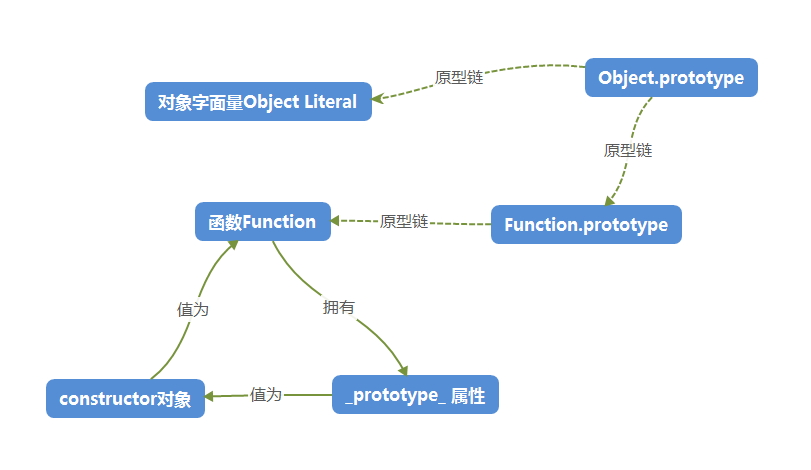 原型链
Object.prototype
对象字面量Object Literal
原型链
函数Function
原型链
Function.prototype
值为
拥有
constructor对象
值为
_prototype_ 属性